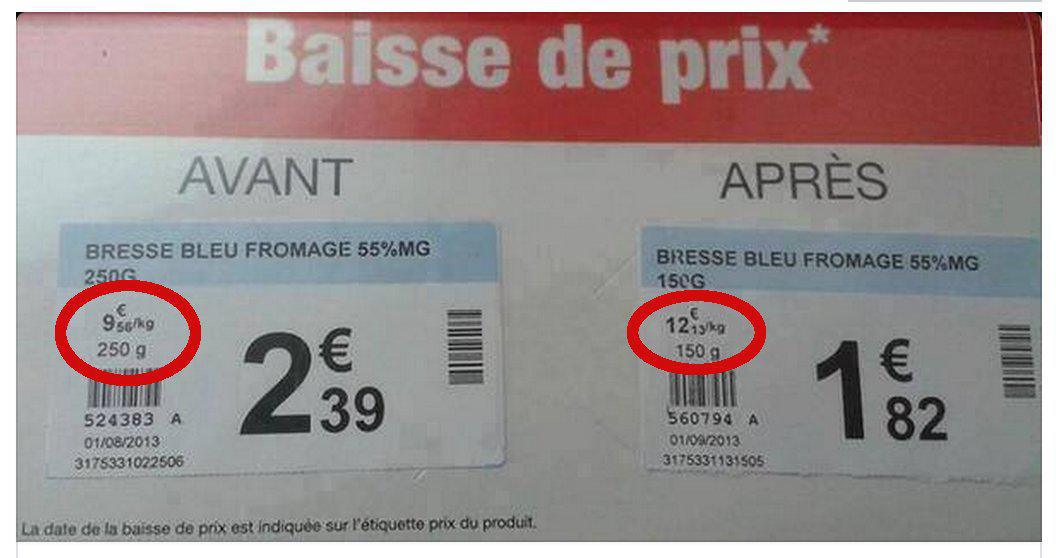 Baisse de prix*
AVANT
BRESSE BLEU FROMAGE 55%MG
250G
9€56/kg
250 g
2€39
524383 A
01/08/2013
3175331022506
APRÈS
BRESSE BLEU FROMAGE 55%MG
150G
12€13/kg
150 g
1€82
560794 A
01/09/2013
3175331131505
La date de la baisse de prix est indiquée sur l'étiquette prix du produit.